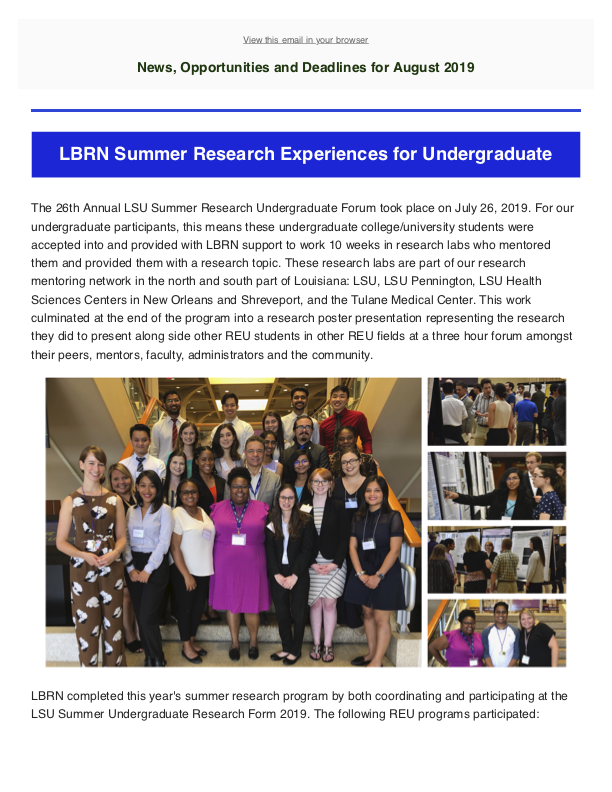 View this email in your browser
News, Opportunities and Deadlines for August 2019
LBRN Summer Research Experiences for Undergraduate
The 26th Annual LSU Summer Research Undergraduate Forum took place on July 26, 2019. For our
undergraduate participants, this means these undergraduate college/university students were
accepted into and provided with LBRN support to work 10 weeks in research labs who mentored
them and provided them with a research topic. These research labs are part of our research
mentoring network in the north and south part of Louisiana: LSU, LSU Pennington, LSU Health
Sciences Centers in New Orleans and Shreveport, and the Tulane Medical Center. This work
culminated at the end of the program into a research poster presentation representing the research
they did to present along side other REU students in other REU fields at a three hour forum amongst
their peers, mentors, faculty, administrators and the community.
LBRN completed this year's summer research program by both coordinating and participating at the
LSU Summer Undergraduate Research Form 2019. The following REU programs participated: